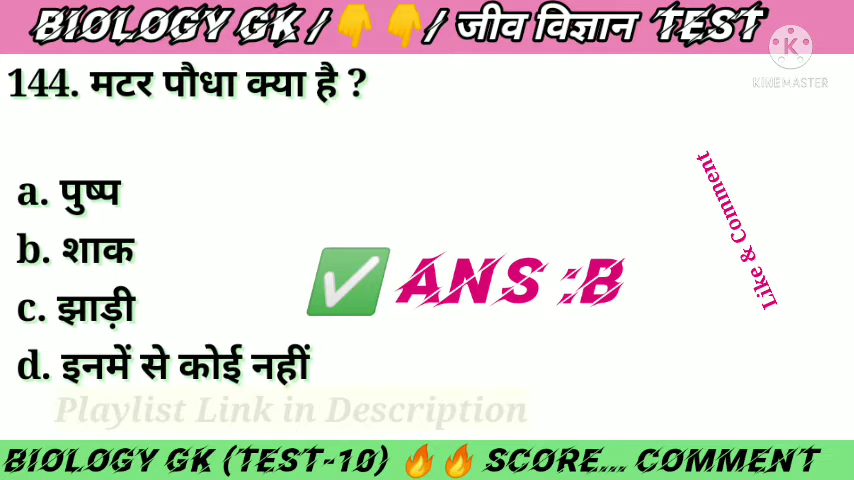 BIOLOGY GK / 👇 👇 / जीव विज्ञान TEST
KINEMASTER
144. मटर पौधा क्या है ?
a. पुष्प
b. शाक
c. झाड़ी
d. इनमें से कोई नहीं
✅ ANS :B
Like & Comment
Playlist Link in Description
BIOLOGY GK (TEST-10) 🔥🔥 SCORE... COMMENT